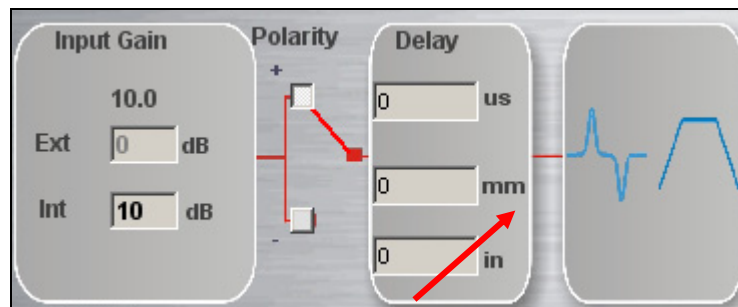 Input Gain
10.0
Ext 0 dB
Int 10 dB
Polarity
+
-
Delay
0 us
0 mm
0 in